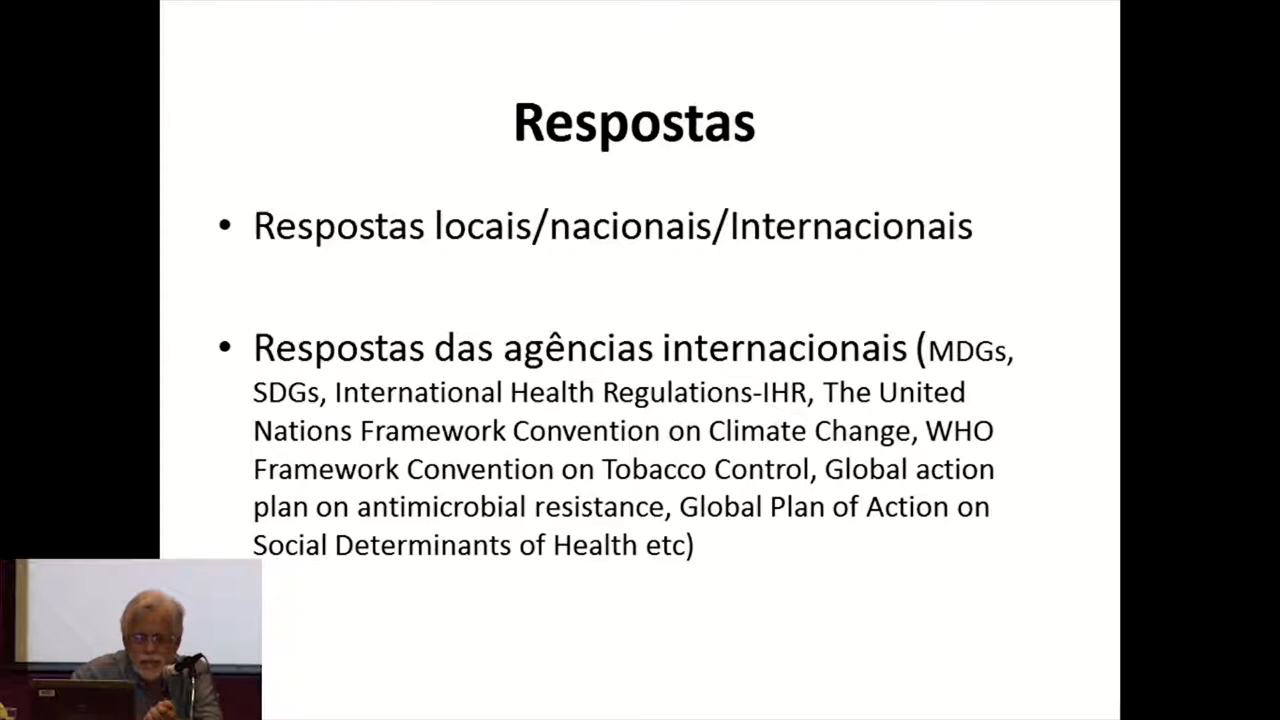 Respostas
• Respostas locais/nacionais/Internacionais
• Respostas das agências internacionais (MDGs,
SDGs, International Health Regulations-IHR, The United
Nations Framework Convention on Climate Change, WHO
Framework Convention on Tobacco Control, Global action
plan on antimicrobial resistance, Global Plan of Action on
Social Determinants of Health etc)